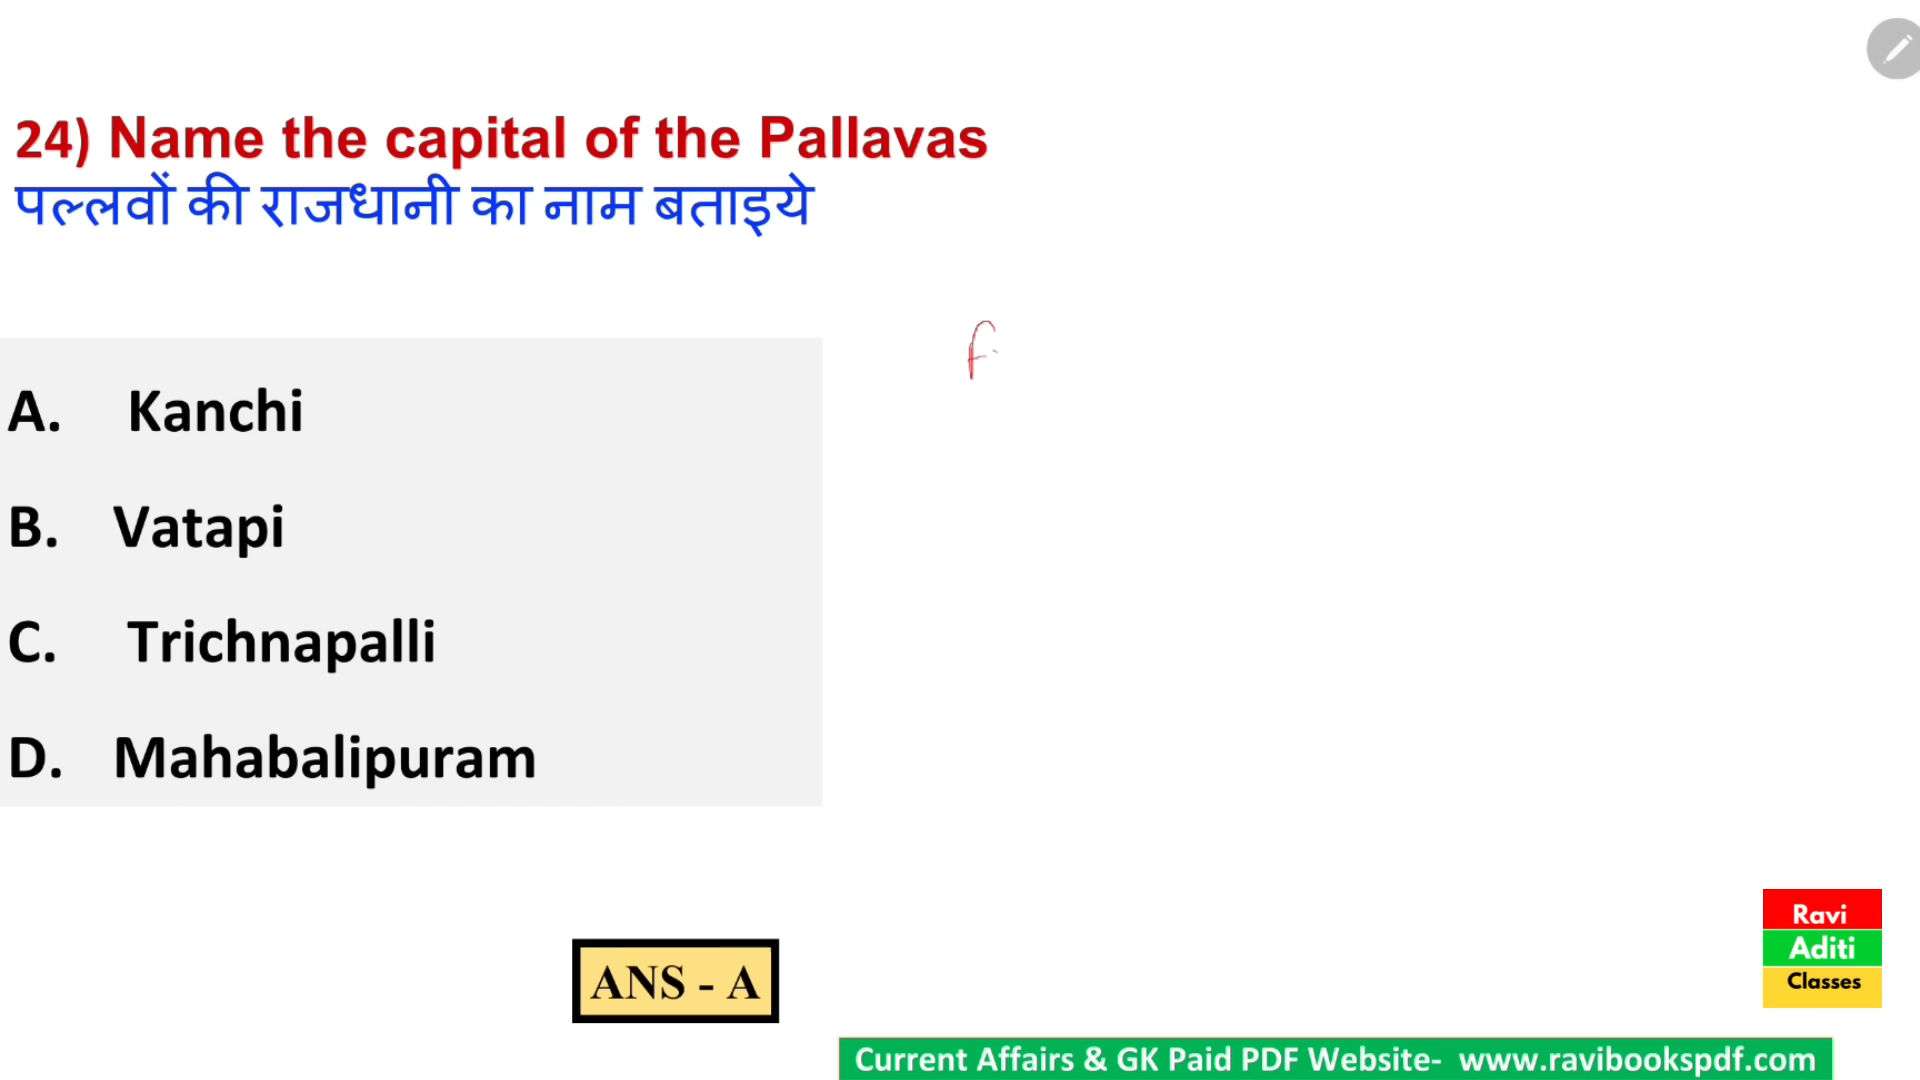 24) Name the capital of the Pallavas
पल्लवों की राजधानी का नाम बताइये
A. Kanchi
B. Vatapi
C. Trichnapalli
D. Mahabalipuram
ANS - A
Ravi
Aditi
Classes
Current Affairs & GK Paid PDF Website- www.ravibookspdf.com